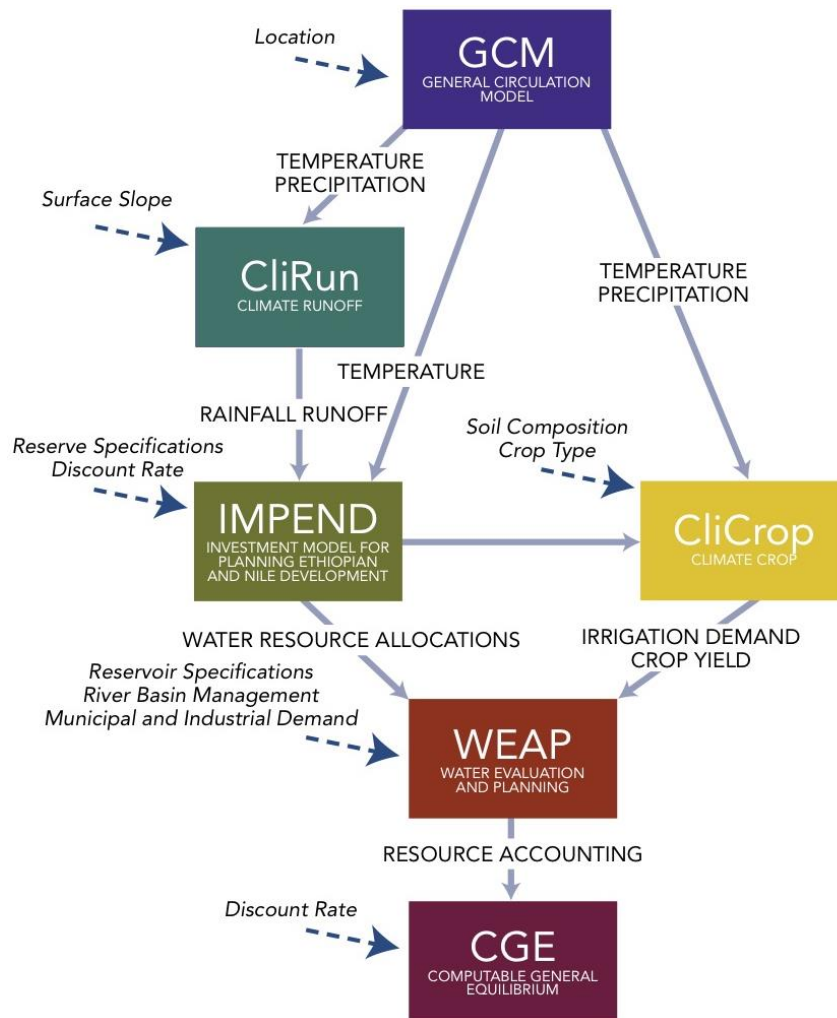 Location
GCM
GENERAL CIRCULATION
MODEL
TEMPERATURE
PRECIPITATION
Surface Slope
CliRun
CLIMATE RUNOFF
TEMPERATURE
PRECIPITATION
TEMPERATURE
RAINFALL RUNOFF
Reserve Specifications
Discount Rate
Soil Composition
Crop Type
IMPEND
INVESTMENT MODEL FOR
PLANNING ETHIOPIAN
AND NILE DEVELOPMENT
CliCrop
CLIMATE CROP
WATER RESOURCE ALLOCATIONS
IRRIGATION DEMAND
CROP YIELD
Reservoir Specifications
River Basin Management
Municipal and Industrial Demand
WEAP
WATER EVALUATION
AND PLANNING
RESOURCE ACCOUNTING
Discount Rate
CGE
COMPUTABLE GENERAL
EQUILIBRIUM